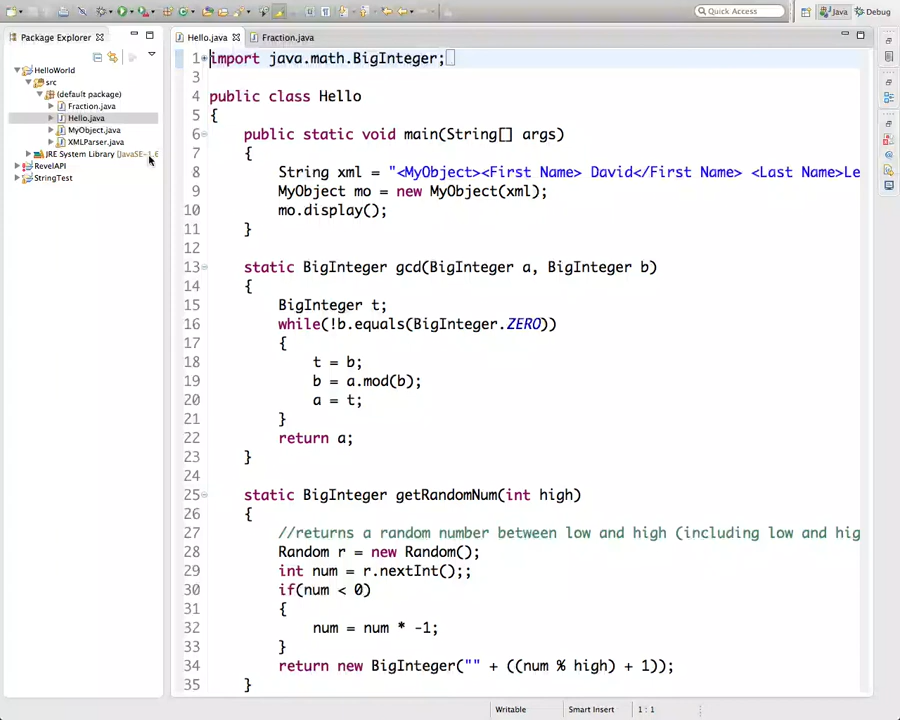 Quick Access
Java
Debug
Package Explorer
HelloWorld
src
(default package)
Fraction.java
Hello.java
MyObject.java
XMLParser.java
JRE System Library [JavaSE-1.6
RevelAPI
StringTest
Hello.java
Fraction.java
1 import java.math.BigInteger;
3
4 public class Hello
5 {
6 public static void main(String[] args)
7 {
8 String xml = "<MyObject><First Name> David</First Name> <Last Name>Le
9 MyObject mo = new MyObject(xml);
10 mo.display();
11 }
12
13 static BigInteger gcd(BigInteger a, BigInteger b)
14 {
15 BigInteger t;
16 while(!b.equals(BigInteger.ZERO))
17 {
18 t = b;
19 b = a.mod(b);
20 a = t;
21 }
22 return a;
23 }
24
25 static BigInteger getRandomNum(int high)
26 {
27 //returns a random number between low and high (including low and hig
28 Random r = new Random();
29 int num = r.nextInt();;
30 if(num < 0)
31 {
32 num = num * -1;
33 }
34 return new BigInteger("" + ((num % high) + 1));
35 }
Writable
Smart Insert
1 : 1